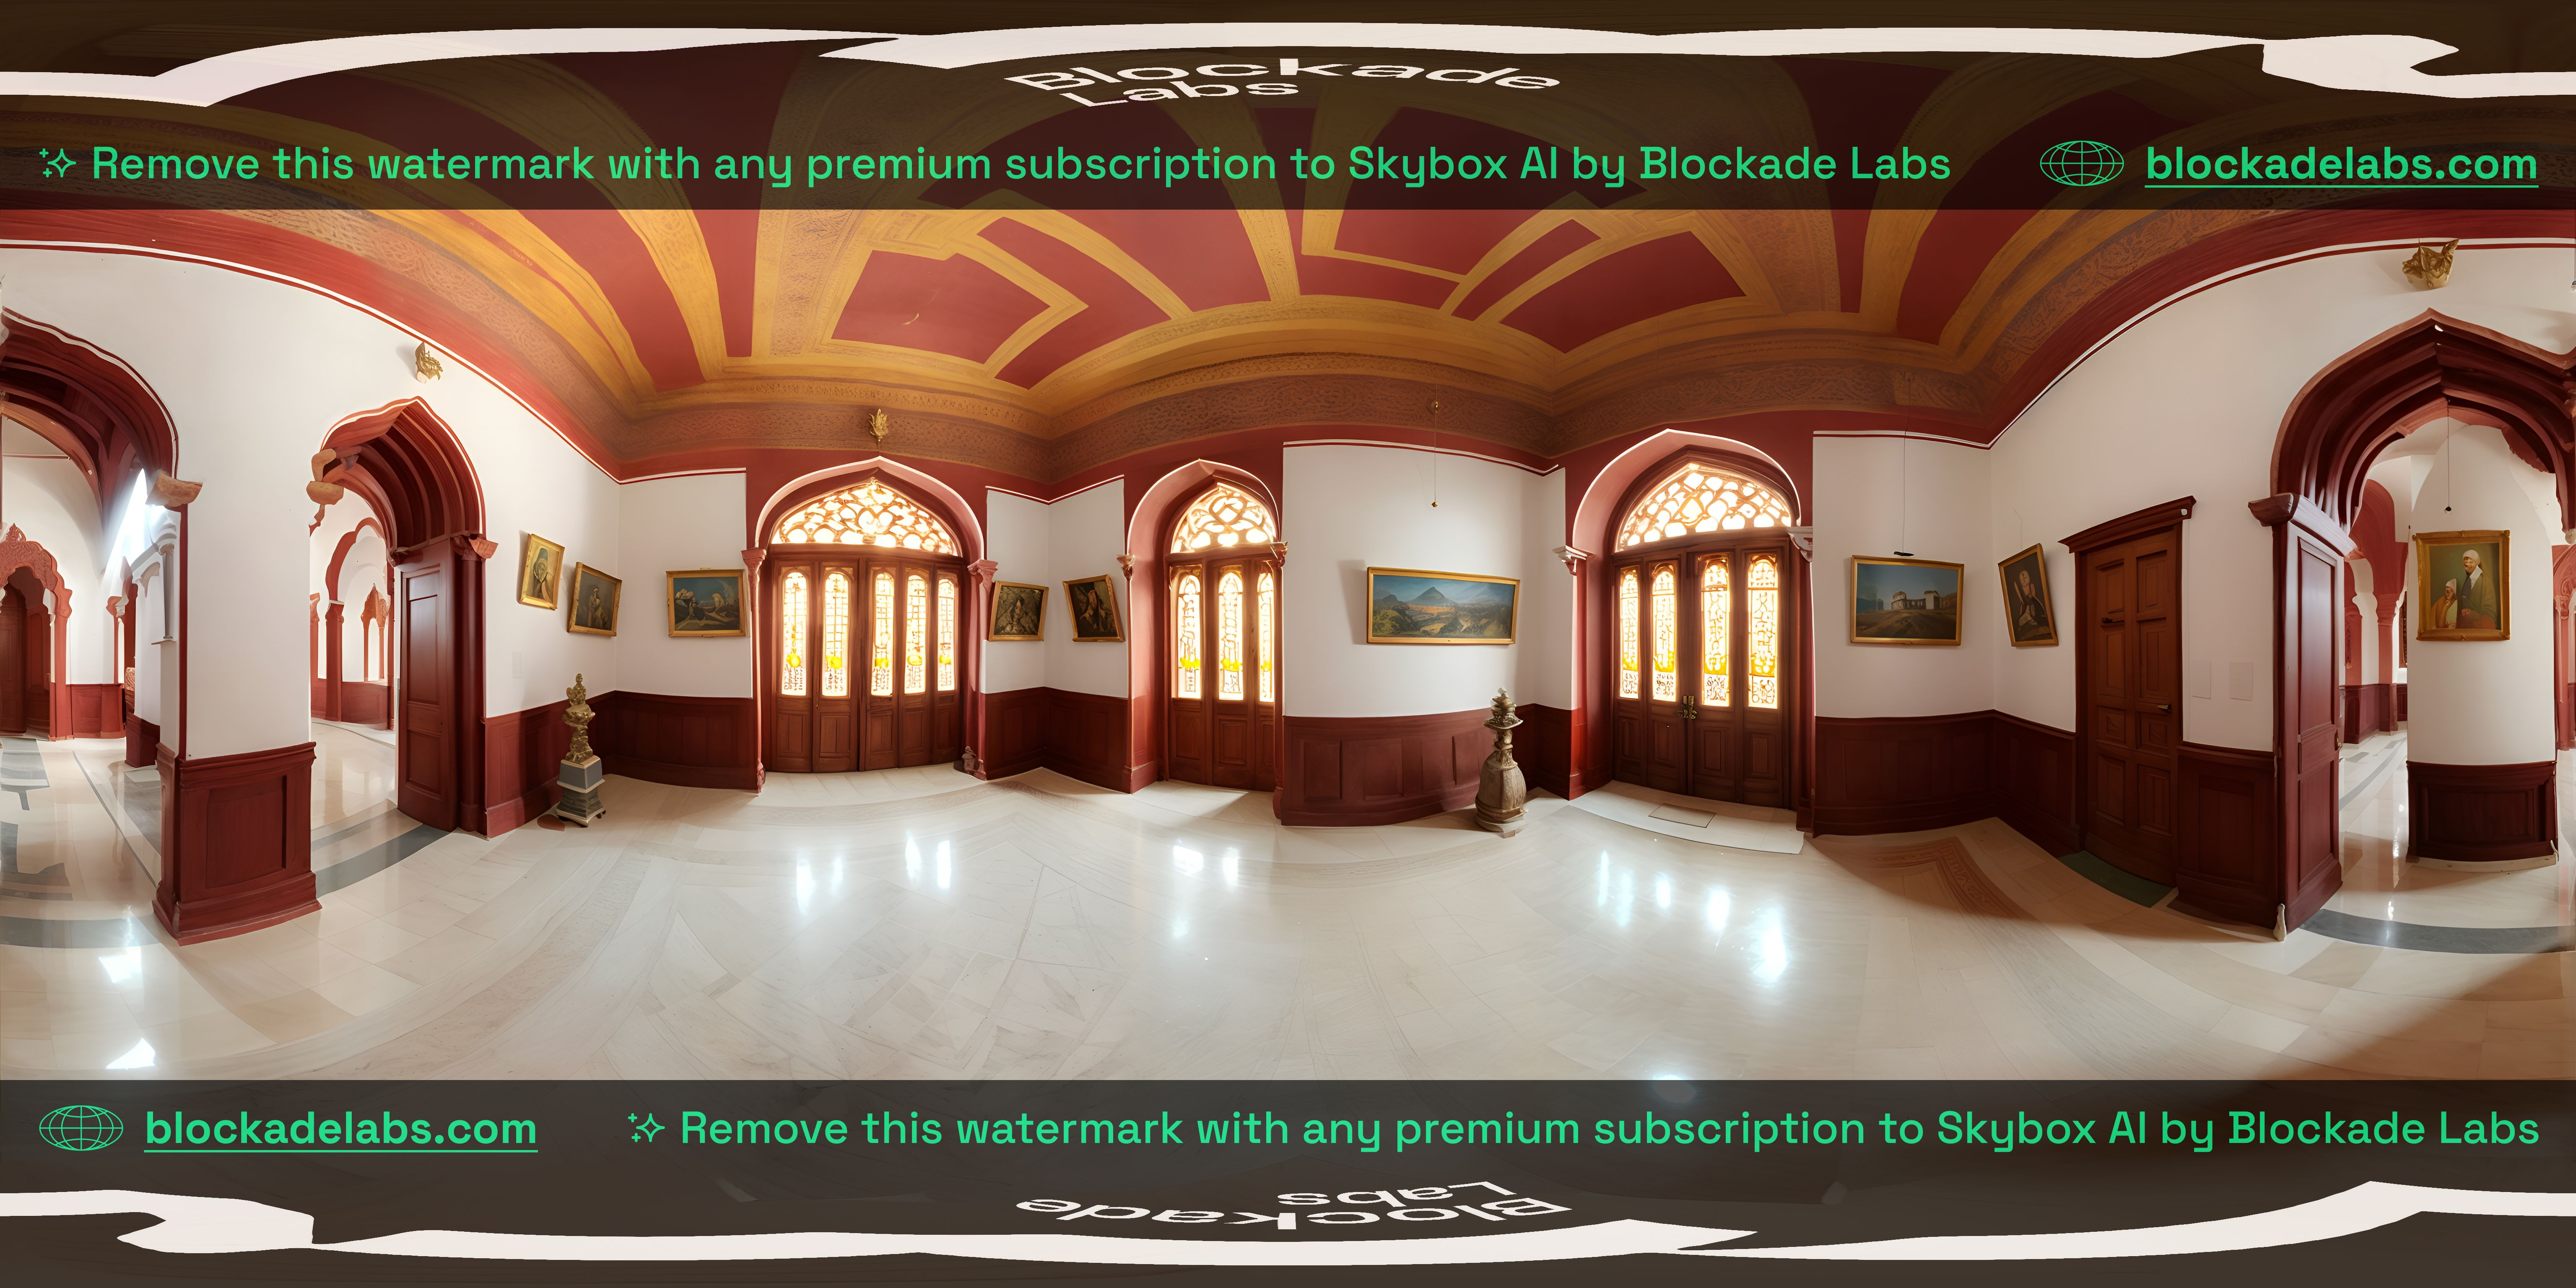 Blockade
Labs
Remove this watermark with any premium subscription to Skybox AI by Blockade Labs
blockadelabs.com
blockadelabs.com
Remove this watermark with any premium subscription to Skybox AI by Blockade Labs
Labs
Blockade